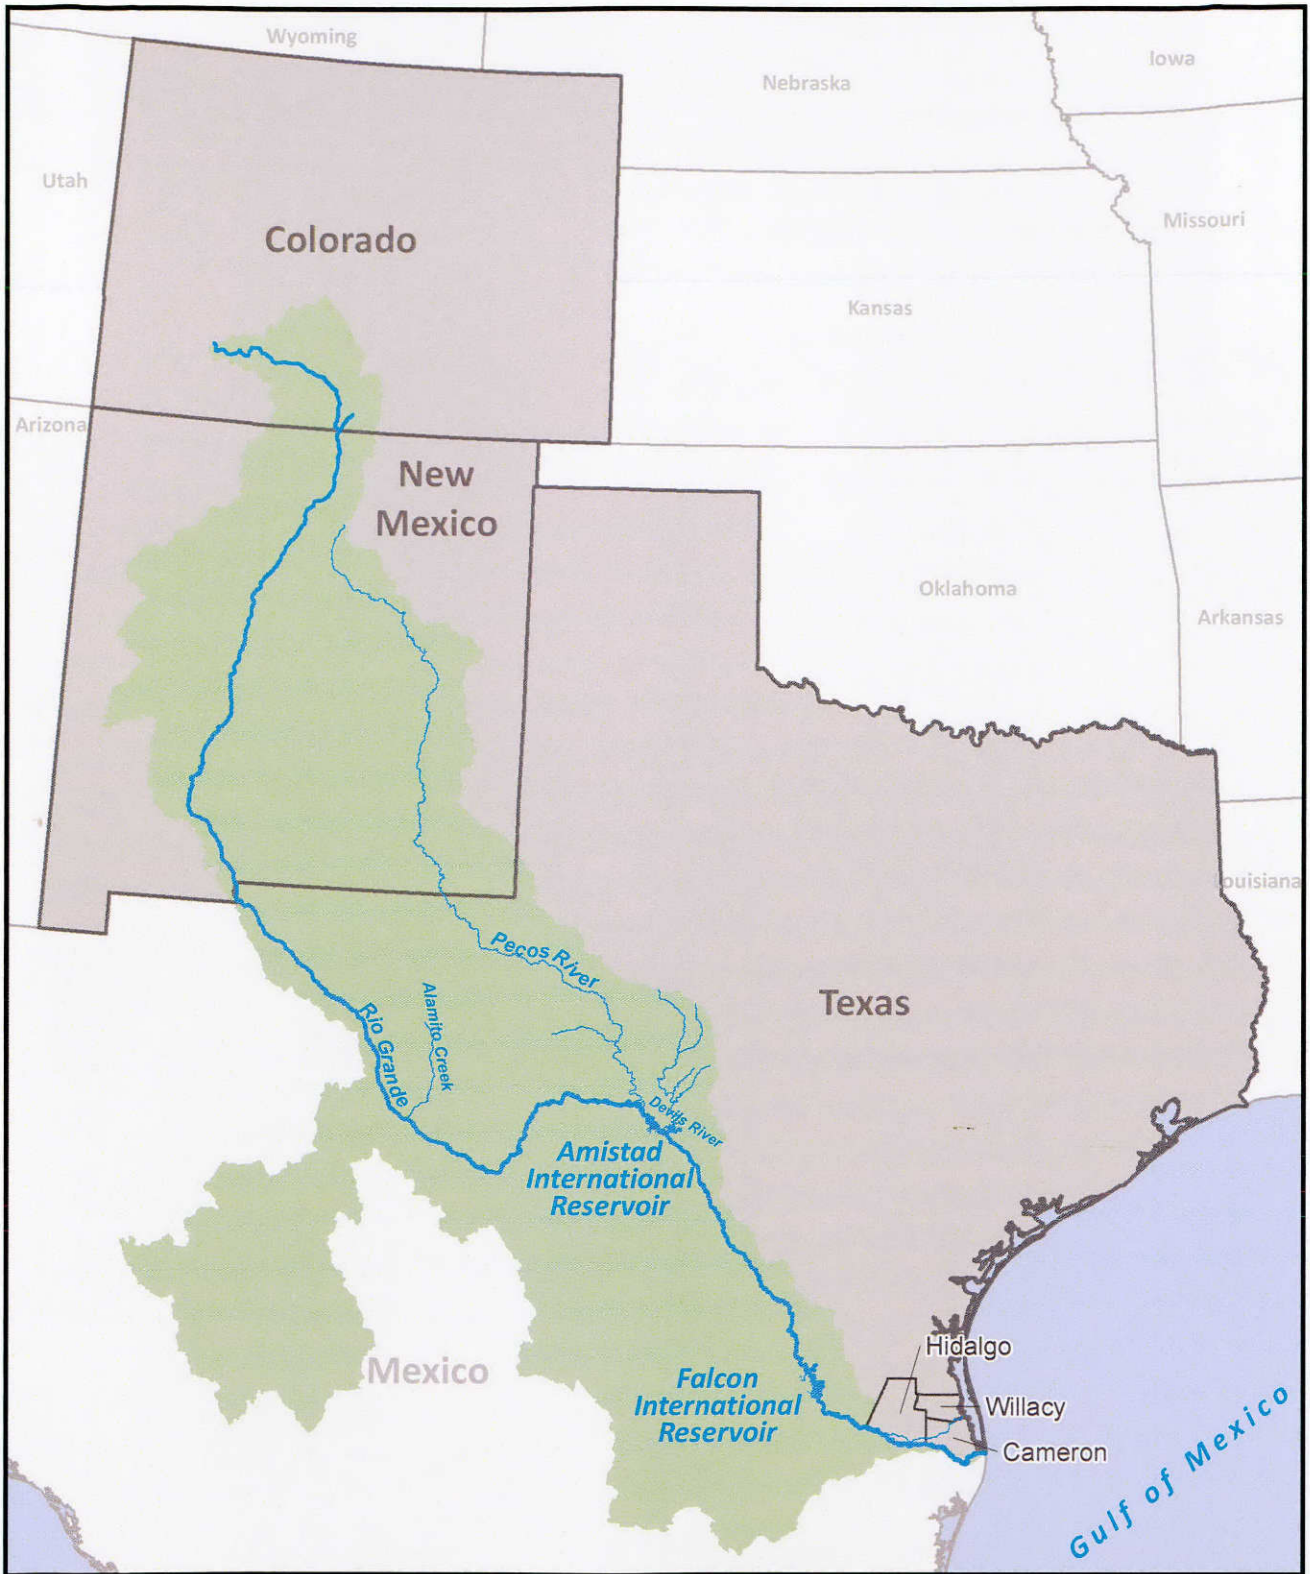 Wyoming
Nebraska
Iowa
Utah
Colorado
Missouri
Kansas
Arizona
New
Mexico
Oklahoma
Arkansas
Louisiana
Pecos River
Alamito Creek
Rio Grande
Texas
Devils River
Amistad
International
Reservoir
Hidalgo
Mexico
Falcon
International
Reservoir
Willacy
Cameron
Gulf of Mexico